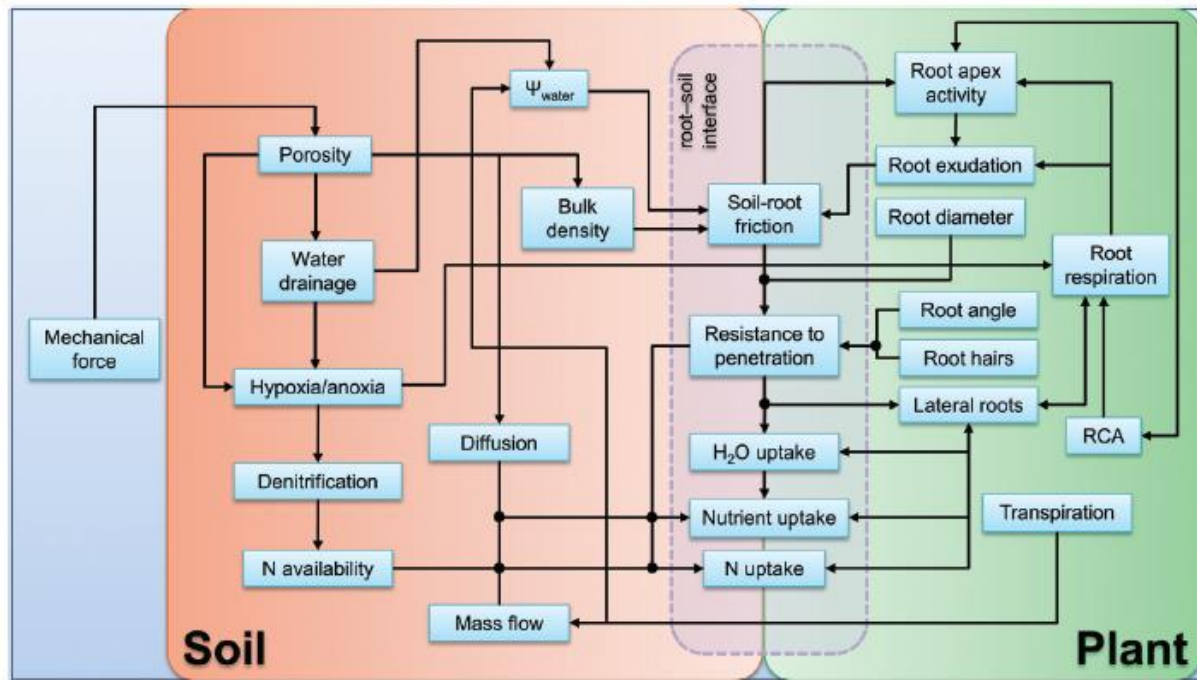 Ψwater
root–soil
interface
Root apex
activity
Porosity
Root exudation
Bulk
density
Soil-root
friction
Root diameter
Water
drainage
Root
respiration
Mechanical
force
Resistance to
penetration
Root angle
Root hairs
Hypoxia/anoxia
Lateral roots
RCA
Diffusion
H₂O uptake
Denitrification
Nutrient uptake
Transpiration
N availability
N uptake
Mass flow
Soil
Plant